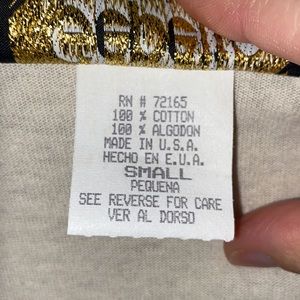 RN # 72165
100 % COTTON
100 % ALGODON
MADE IN U.S.A.
HECHO EN E.U.A.
SMALL
PEQUENA
SEE REVERSE FOR CARE
VER AL DORSO